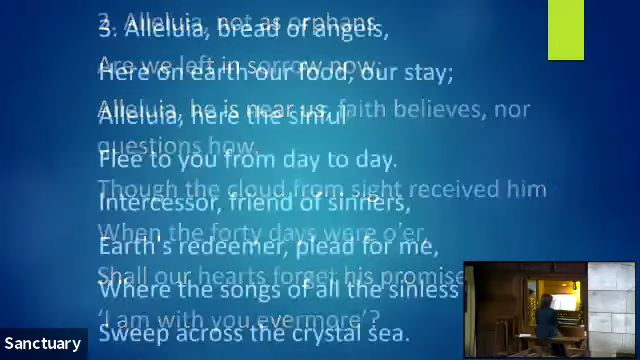 2. Alleluia, not as orphans
Are we left in sorrow now;
Alleluia, he is near us, faith believes, nor
questions how.
Though the cloud from sight received him
When the forty days were o'er,
Shall our hearts forget his promise
‘I am with you evermore’?
3. Alleluia, bread of angels,
Here on earth our food, our stay;
Alleluia, here the sinful
Flee to you from day to day.
Intercessor, friend of sinners,
Earth's redeemer, plead for me,
Where the songs of all the sinless
Sweep across the crystal sea.
Sanctuary